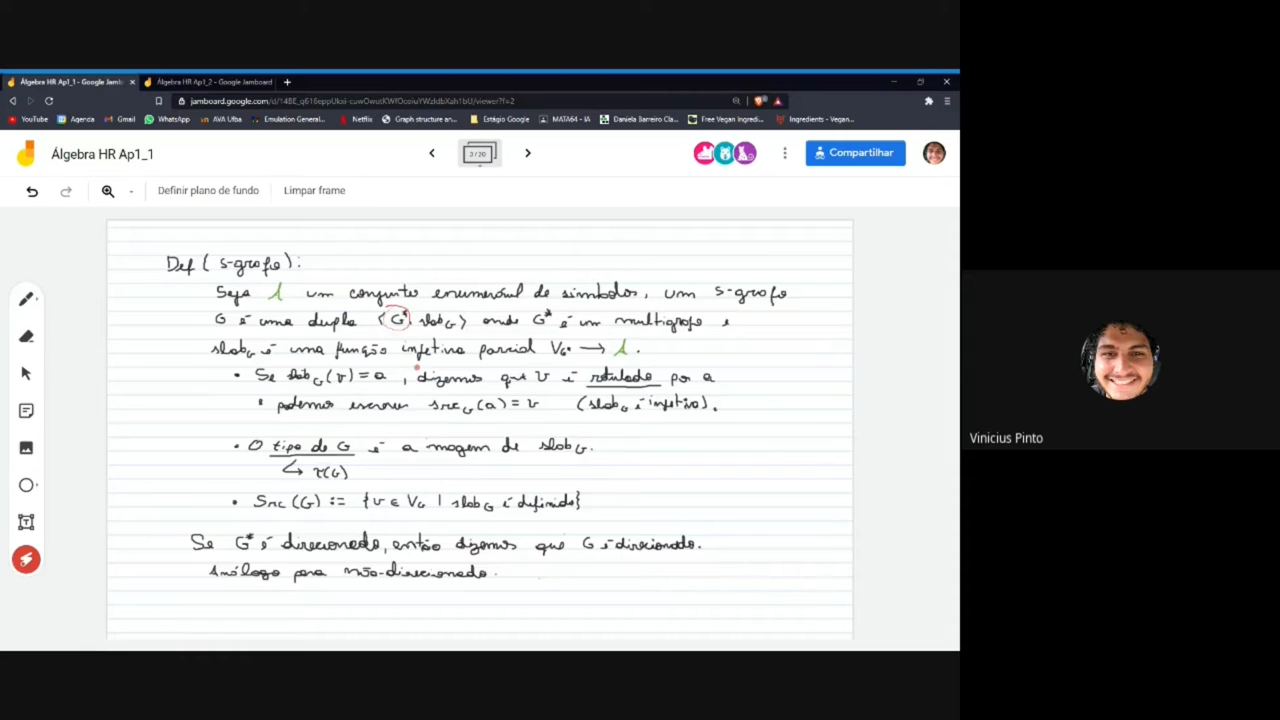 Álgebra HR Ap1_1 - Google Jamb
Álgebra HR Ap1_2 - Google Jamboard
YouTube Agenda Gmail WhatsApp AVA Ufba Emulation General... Netflix Graph structure an... Estágio Google MATA64 - IA Daniela Barreiro Cla... Free Vegan Ingredi... Ingredients - Vegan...
Álgebra HR Ap1_1
3 / 20
Compartilhar
Definir plano de fundo
Limpar frame
Def ( s-grafo ):
Seja Λ um conjunto enumerável de símbolos, um s-grafo
G é uma dupla ⟨G*, slab_G⟩ onde G* é um multigrafo e
slab_G é uma função injetiva parcial V_G* → Λ.
• Se slab_G(v) = a, dizemos que v é rotulado por a
• podemos escrever src_G(a) = v (slab_G é injetiva).
• O tipo de G é a imagem de slab_G.
↳ τ(G)
• Src(G) := {v ∈ V_G | slab_G é definido}
Se G* é direcionado, então dizemos que G é direcionado.
Análogo para não-direcionado.
Vinicius Pinto